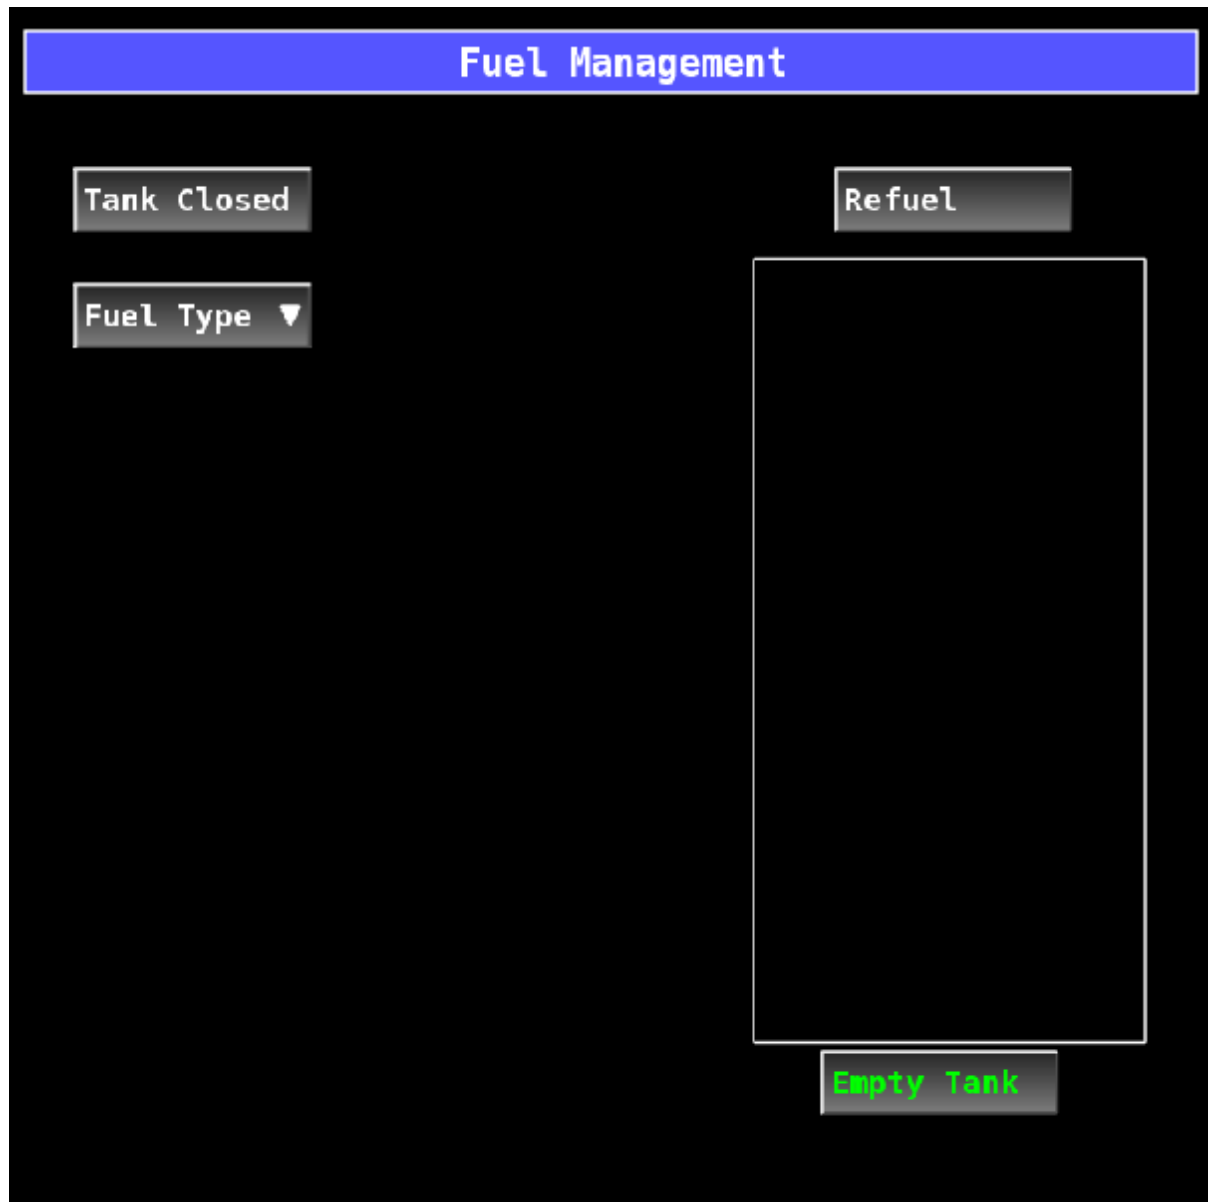 Fuel Management
Tank Closed
Refuel
Fuel Type ▼
Empty Tank